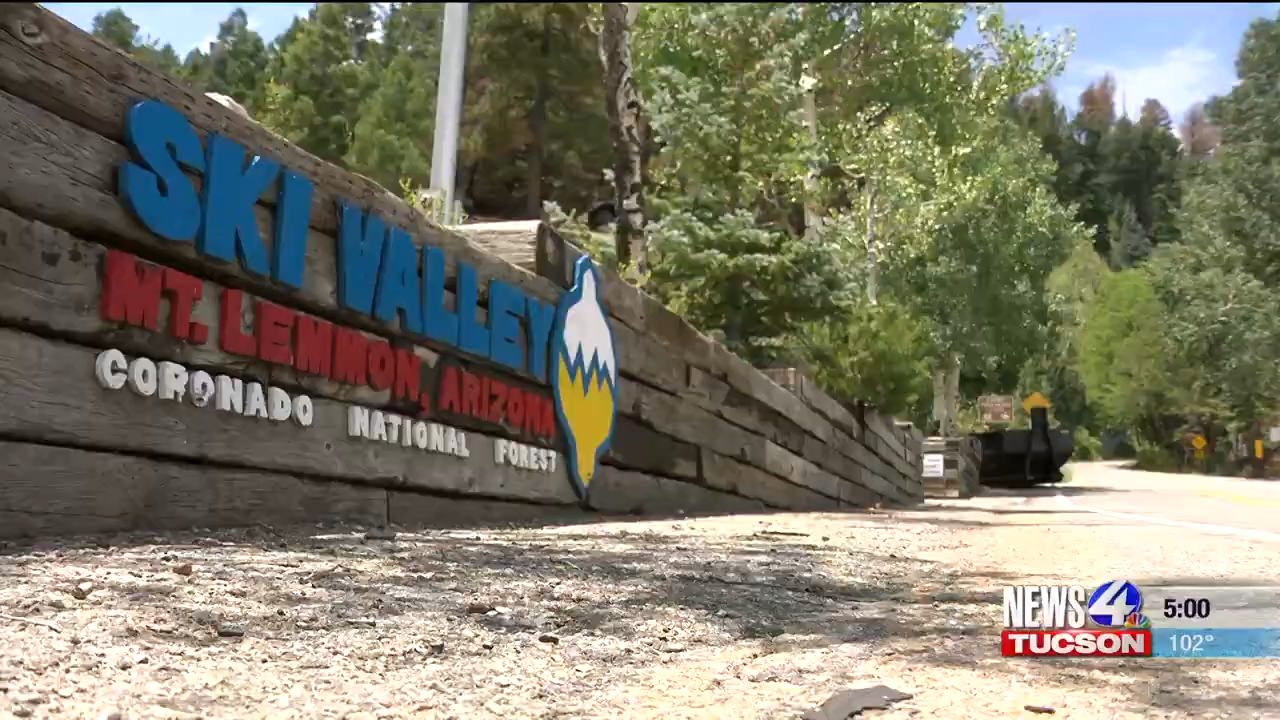 SKI VALLEY
MT. LEMMON, ARIZONA
CORONADO NATIONAL FOREST
NEWS 4
TUCSON
5:00
102°